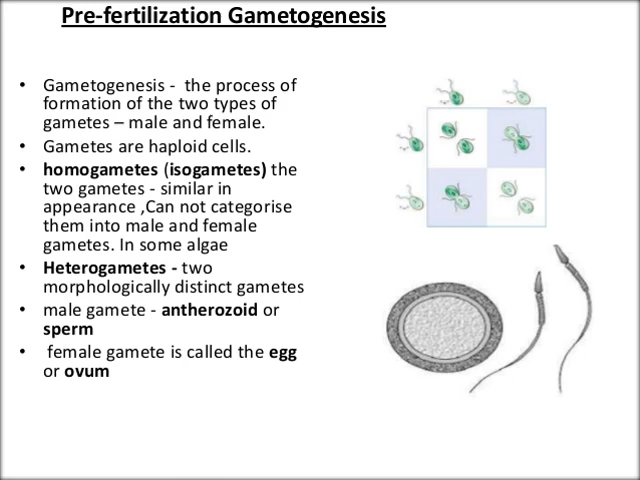 Pre-fertilization Gametogenesis
• Gametogenesis - the process of
formation of the two types of
gametes – male and female.
• Gametes are haploid cells.
• homogametes (isogametes) the
two gametes - similar in
appearance ,Can not categorise
them into male and female
gametes. In some algae
• Heterogametes - two
morphologically distinct gametes
• male gamete - antherozoid or
sperm
• female gamete is called the egg
or ovum